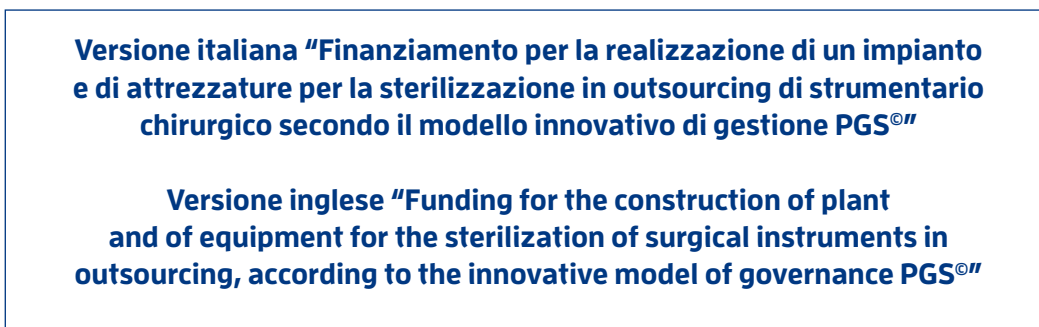 Versione italiana “Finanziamento per la realizzazione di un impianto
e di attrezzature per la sterilizzazione in outsourcing di strumentario
chirurgico secondo il modello innovativo di gestione PGS©”
Versione inglese “Funding for the construction of plant
and of equipment for the sterilization of surgical instruments in
outsourcing, according to the innovative model of governance PGS©”